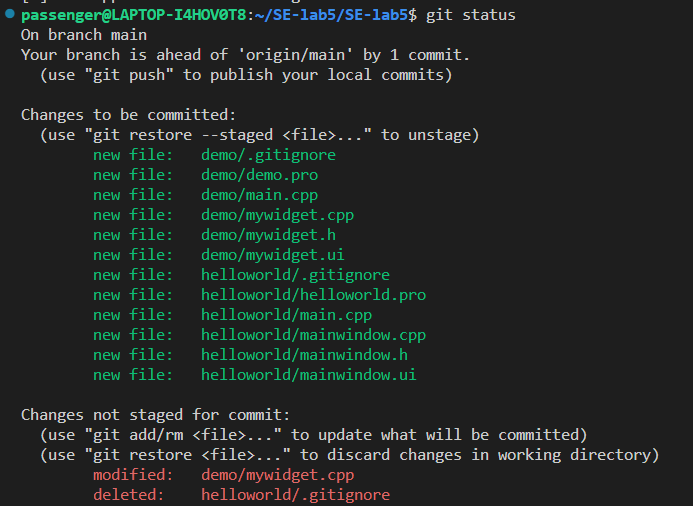 passenger@LAPTOP-I4HOV0T8:~/SE-lab5/SE-lab5$ git status
On branch main
Your branch is ahead of 'origin/main' by 1 commit.
  (use "git push" to publish your local commits)

Changes to be committed:
  (use "git restore --staged <file>..." to unstage)
        new file:   demo/.gitignore
        new file:   demo/demo.pro
        new file:   demo/main.cpp
        new file:   demo/mywidget.cpp
        new file:   demo/mywidget.h
        new file:   demo/mywidget.ui
        new file:   helloworld/.gitignore
        new file:   helloworld/helloworld.pro
        new file:   helloworld/main.cpp
        new file:   helloworld/mainwindow.cpp
        new file:   helloworld/mainwindow.h
        new file:   helloworld/mainwindow.ui

Changes not staged for commit:
  (use "git add/rm <file>..." to update what will be committed)
  (use "git restore <file>..." to discard changes in working directory)
        modified:   demo/mywidget.cpp
        deleted:    helloworld/.gitignore